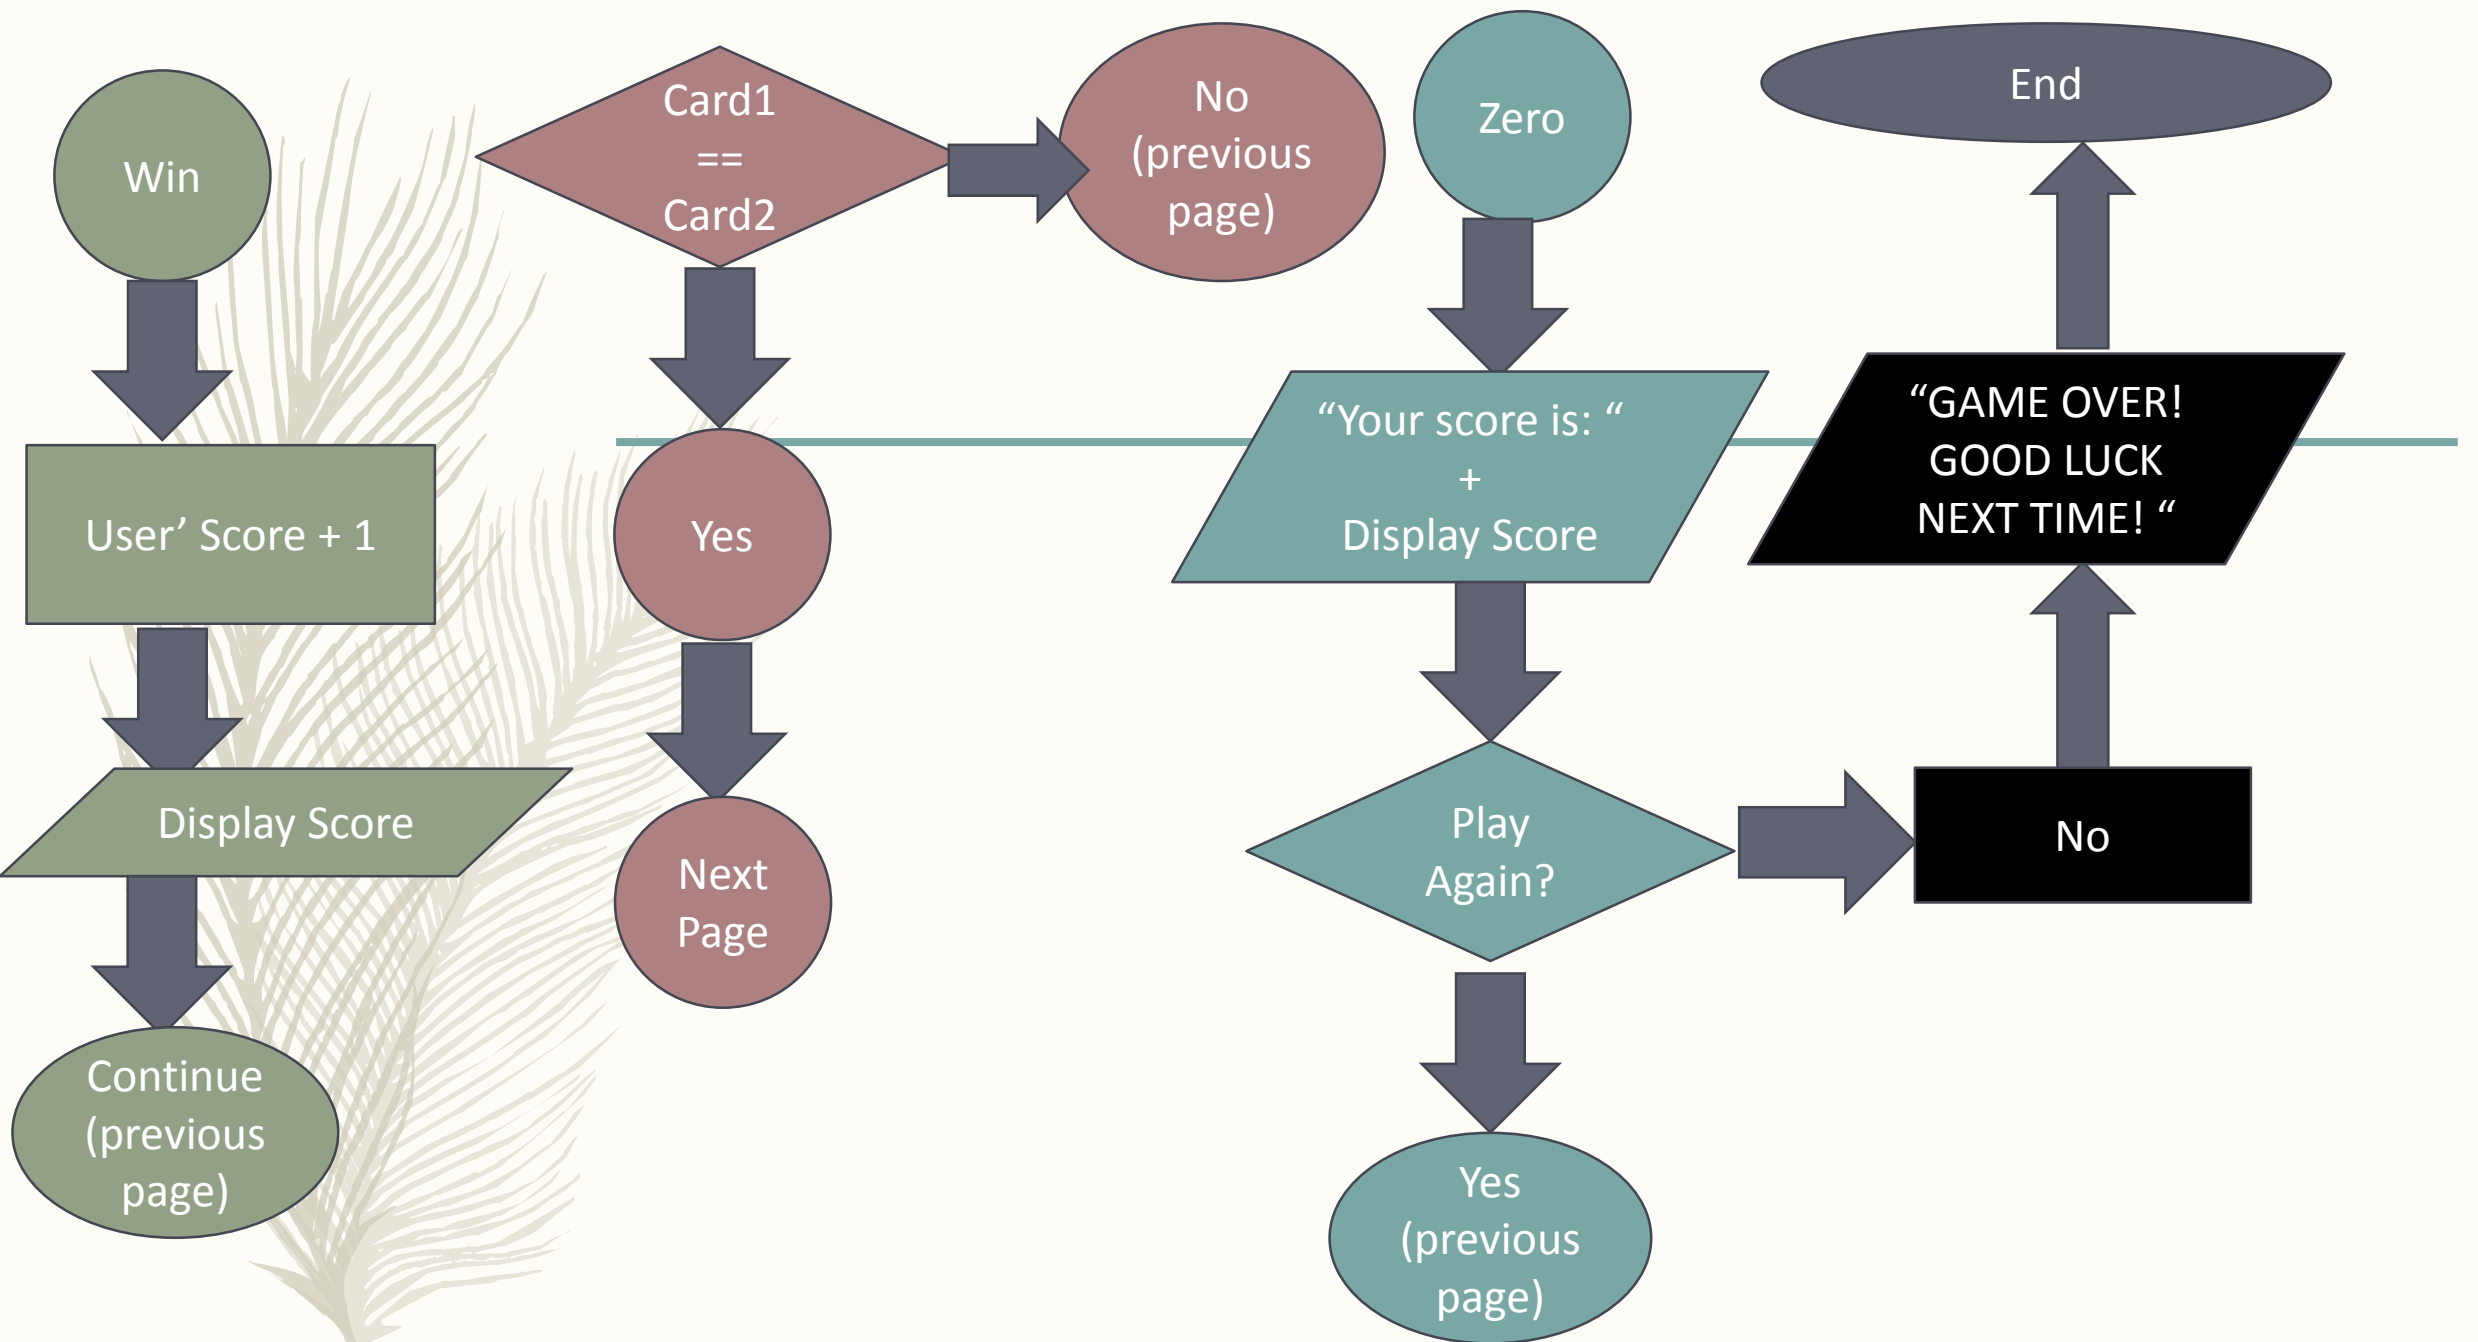 Win
User’ Score + 1
Display Score
Continue
(previous
page)
Card1
==
Card2
No
(previous
page)
Yes
Next
Page
Zero
“Your score is: “
+
Display Score
Play
Again?
Yes
(previous
page)
No
“GAME OVER!
GOOD LUCK
NEXT TIME! “
End